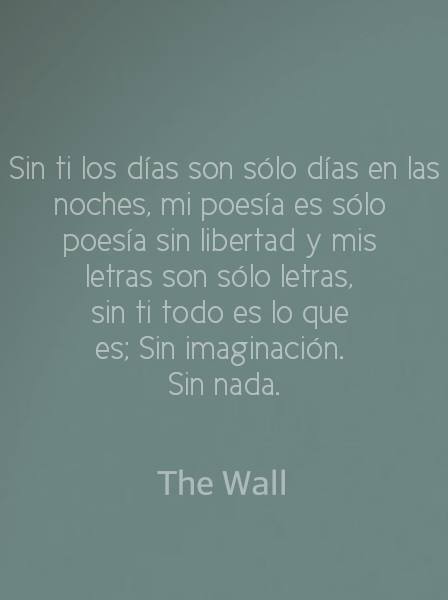 Sin ti los días son sólo días en las
noches, mi poesía es sólo
poesía sin libertad y mis
letras son sólo letras,
sin ti todo es lo que
es; Sin imaginación.
Sin nada.
The Wall